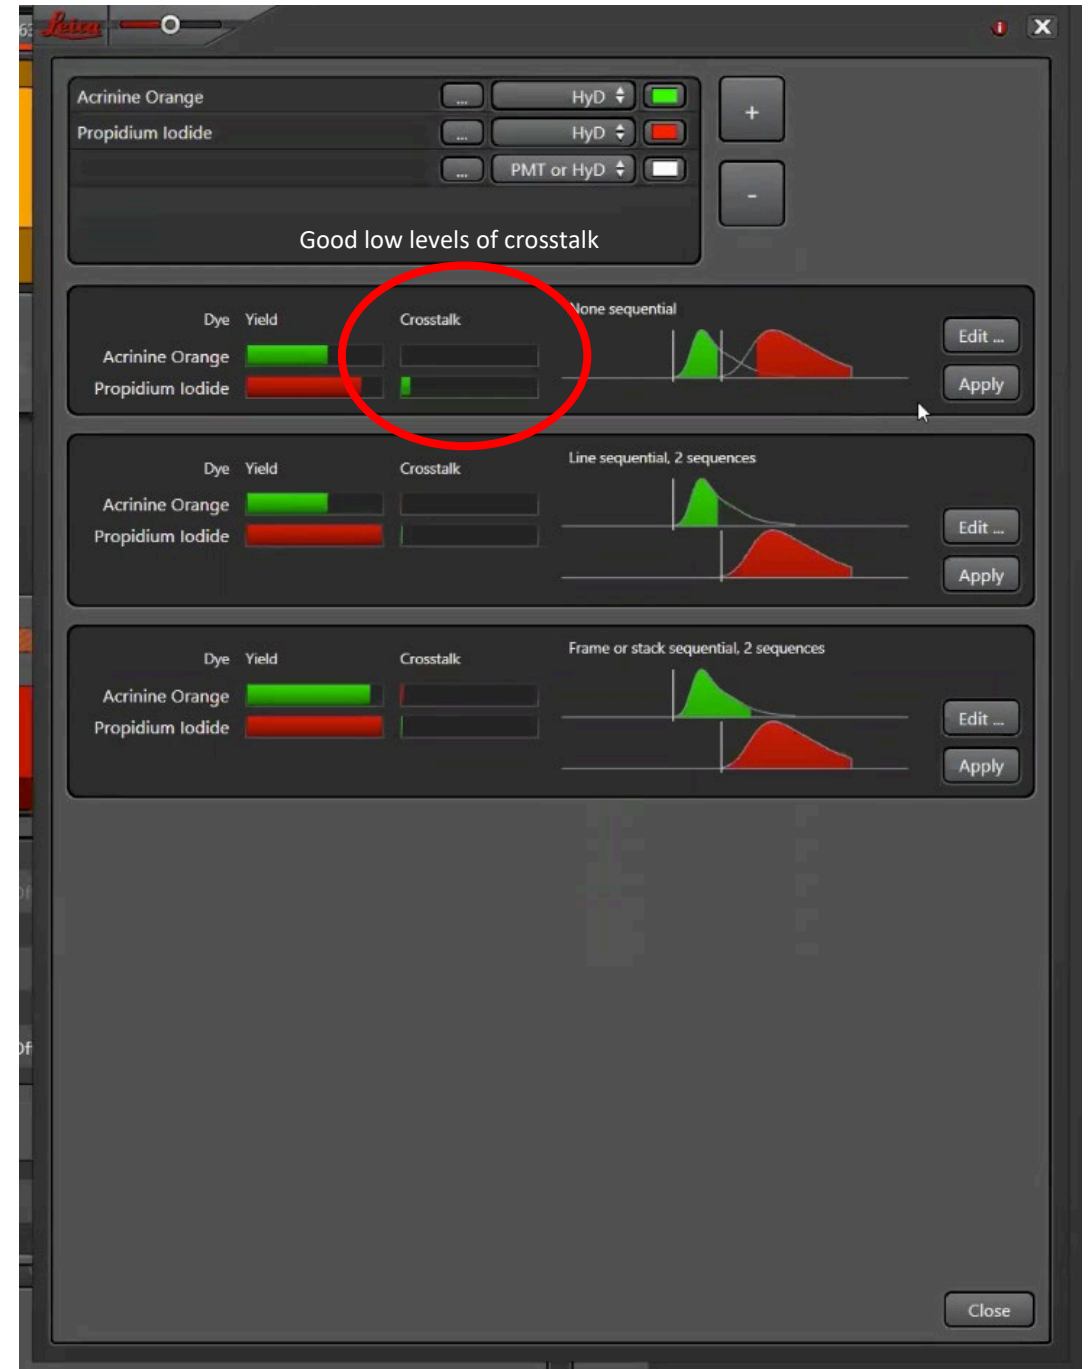 Leica
Acrinine Orange ... HyD
Propidium Iodide ... HyD
... PMT or HyD
+
-
Good low levels of crosstalk
Dye Yield Crosstalk None sequential
Acrinine Orange
Propidium Iodide
Edit ...
Apply
Dye Yield Crosstalk Line sequential, 2 sequences
Acrinine Orange
Propidium Iodide
Edit ...
Apply
Dye Yield Crosstalk Frame or stack sequential, 2 sequences
Acrinine Orange
Propidium Iodide
Edit ...
Apply
Close